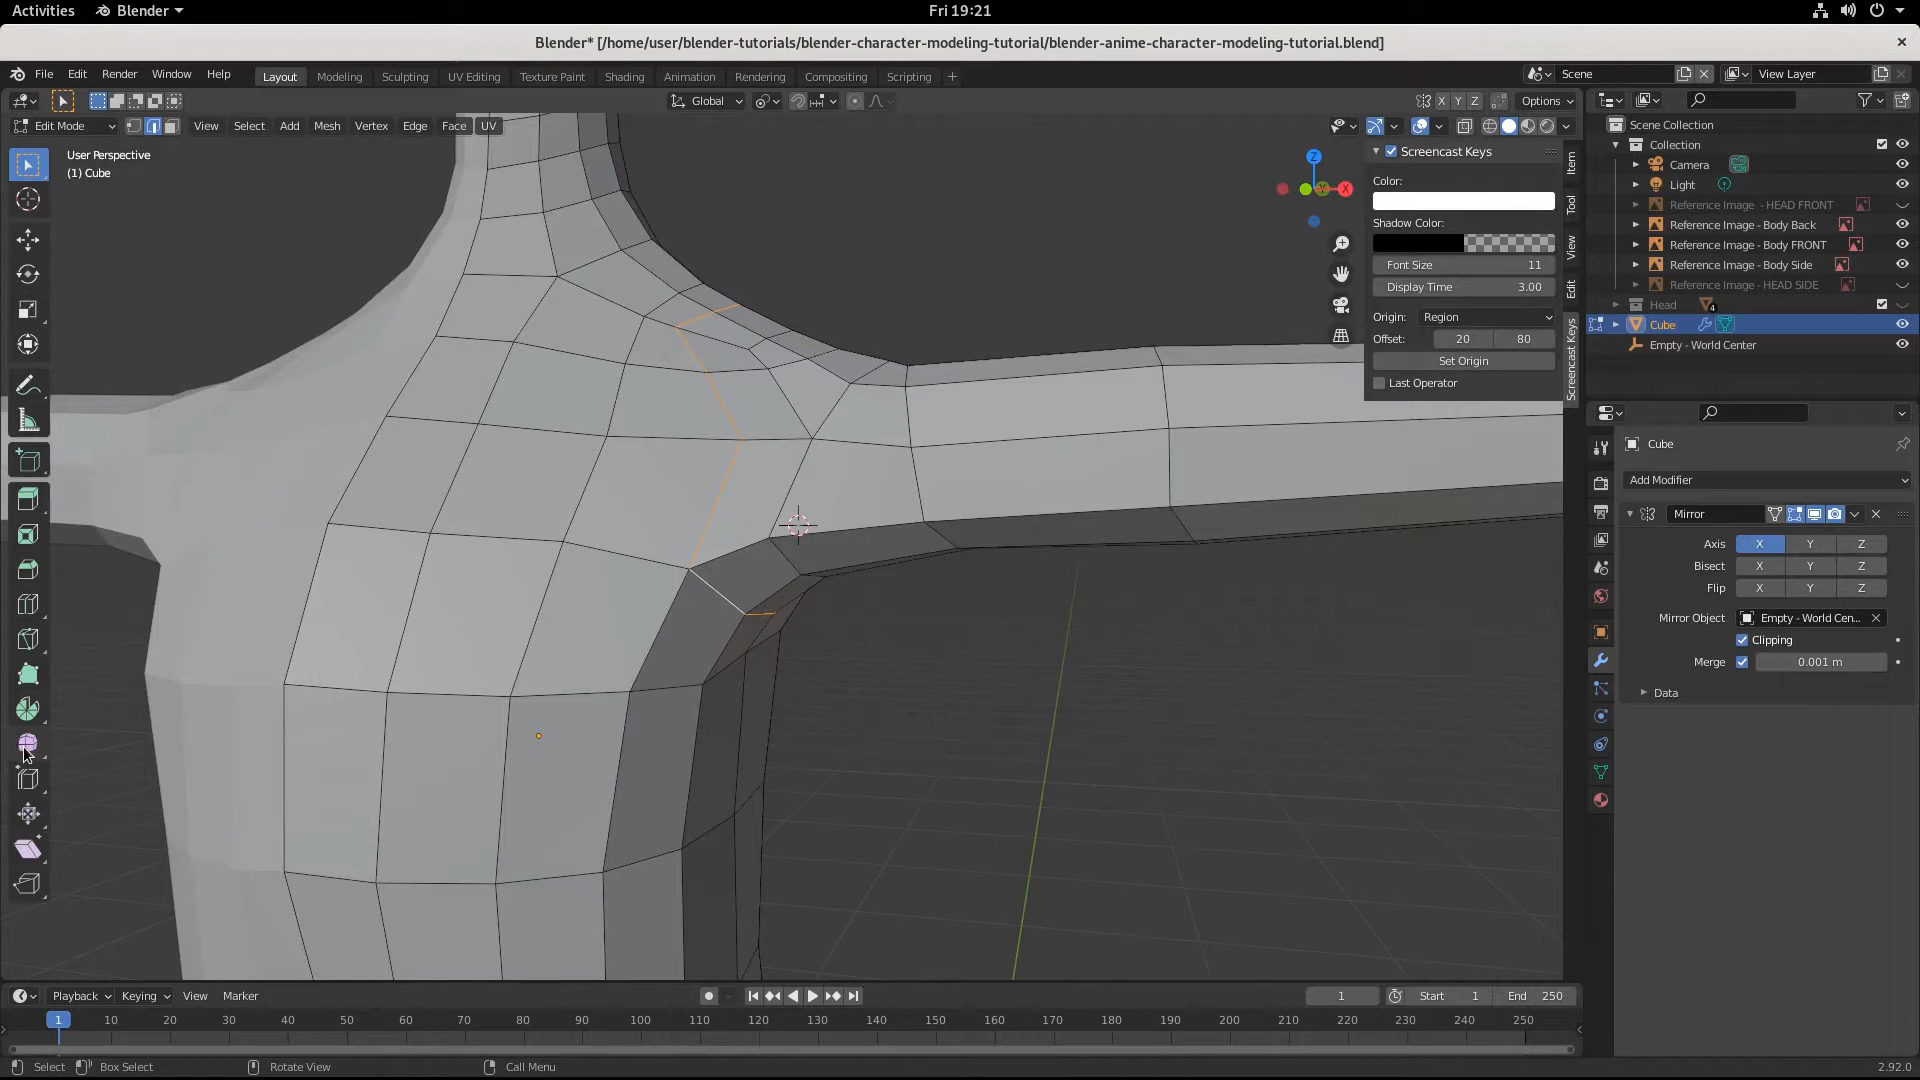 Activities Blender Fri 19:21
Blender* [/home/user/blender-tutorials/blender-character-modeling-tutorial/blender-anime-character-modeling-tutorial.blend]
File Edit Render Window Help Layout Modeling Sculpting UV Editing Texture Paint Shading Animation Rendering Compositing Scripting + Scene View Layer
Global X Y Z Options
Edit Mode View Select Add Mesh Vertex Edge Face UV
User Perspective
(1) Cube
Z
X
Y
Screencast Keys
Color:
Shadow Color:
Font Size 11
Display Time 3.00
Origin: Region
Offset: 20 80
Set Origin
Last Operator
Item
Tool
View
Edit
Screencast Keys
Scene Collection
Collection
Camera
Light
Reference Image - HEAD FRONT
Reference Image - Body Back
Reference Image - Body FRONT
Reference Image - Body Side
Reference Image - HEAD SIDE
Head 4
Cube
Empty - World Center
Cube
Add Modifier
Mirror
Axis X Y Z
Bisect X Y Z
Flip X Y Z
Mirror Object Empty - World Cen...
Clipping
Merge 0.001 m
Data
Playback Keying View Marker 1 Start 1 End 250
1 10 20 30 40 50 60 70 80 90 100 110 120 130 140 150 160 170 180 190 200 210 220 230 240 250
Select Box Select Rotate View Call Menu 2.92.0